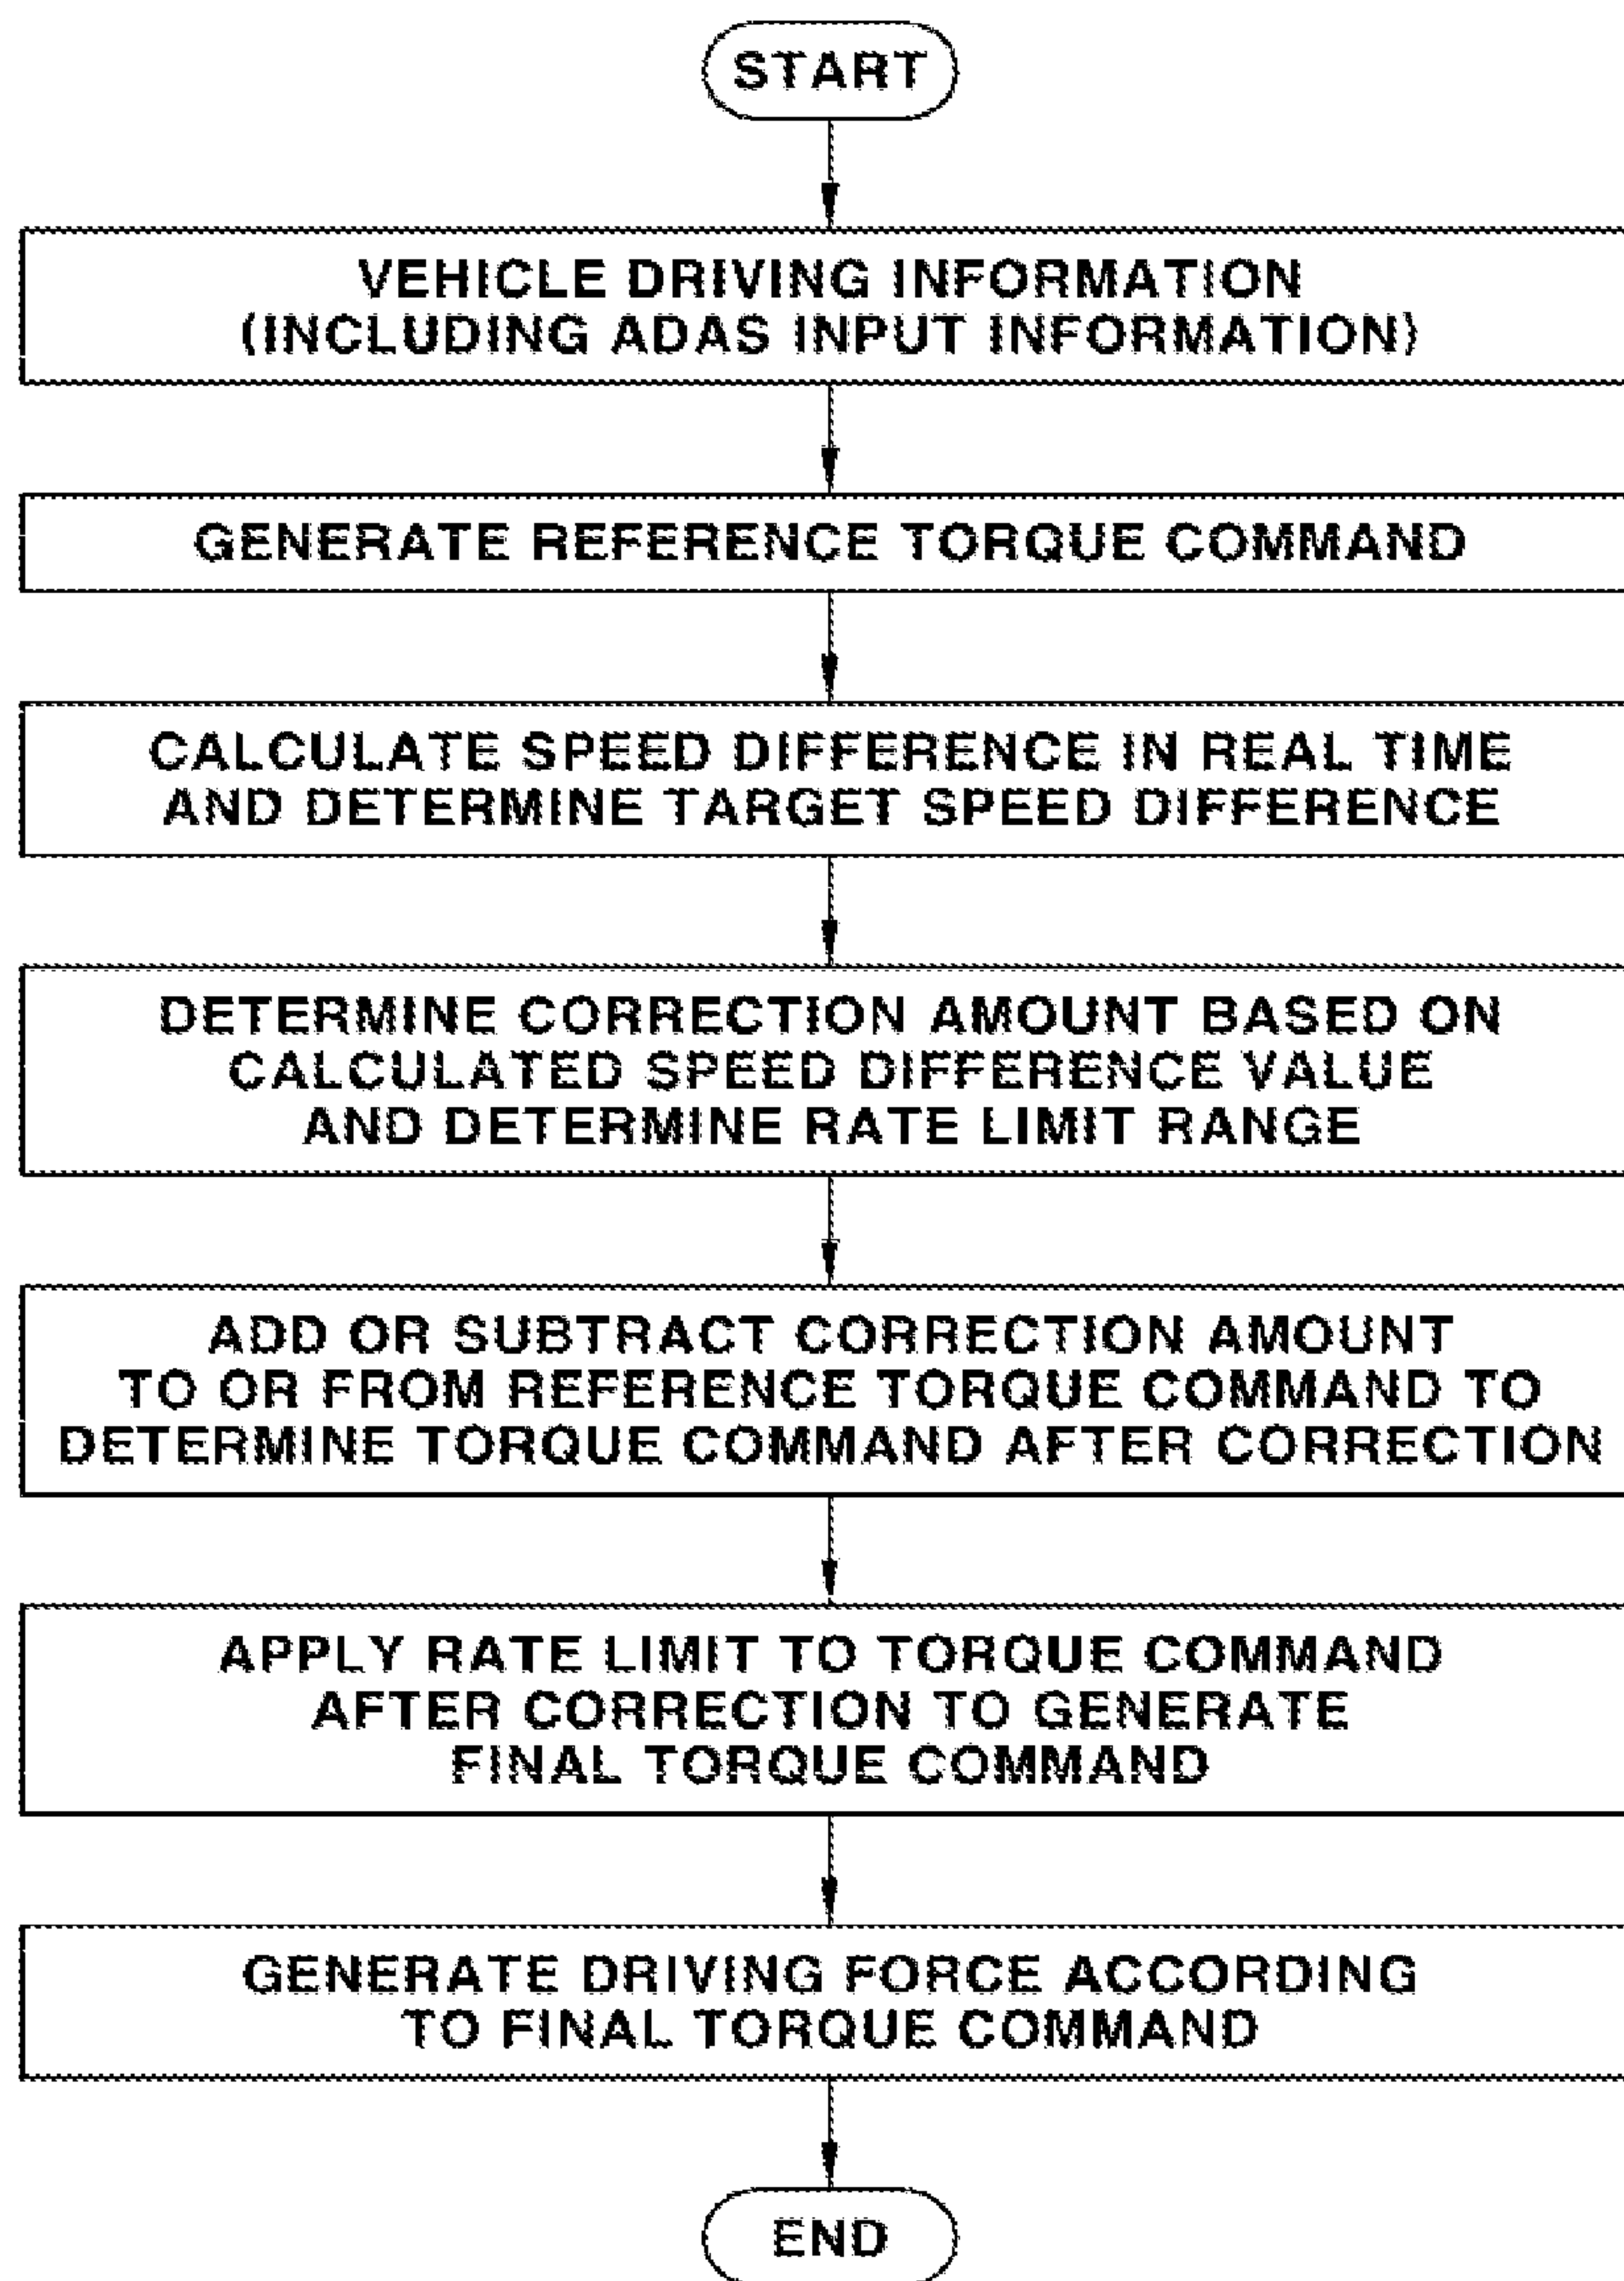 START
VEHICLE DRIVING INFORMATION
(INCLUDING ADAS INPUT INFORMATION)
GENERATE REFERENCE TORQUE COMMAND
CALCULATE SPEED DIFFERENCE IN REAL TIME
AND DETERMINE TARGET SPEED DIFFERENCE
DETERMINE CORRECTION AMOUNT BASED ON
CALCULATED SPEED DIFFERENCE VALUE
AND DETERMINE RATE LIMIT RANGE
ADD OR SUBTRACT CORRECTION AMOUNT
TO OR FROM REFERENCE TORQUE COMMAND TO
DETERMINE TORQUE COMMAND AFTER CORRECTION
APPLY RATE LIMIT TO TORQUE COMMAND
AFTER CORRECTION TO GENERATE
FINAL TORQUE COMMAND
GENERATE DRIVING FORCE ACCORDING
TO FINAL TORQUE COMMAND
END